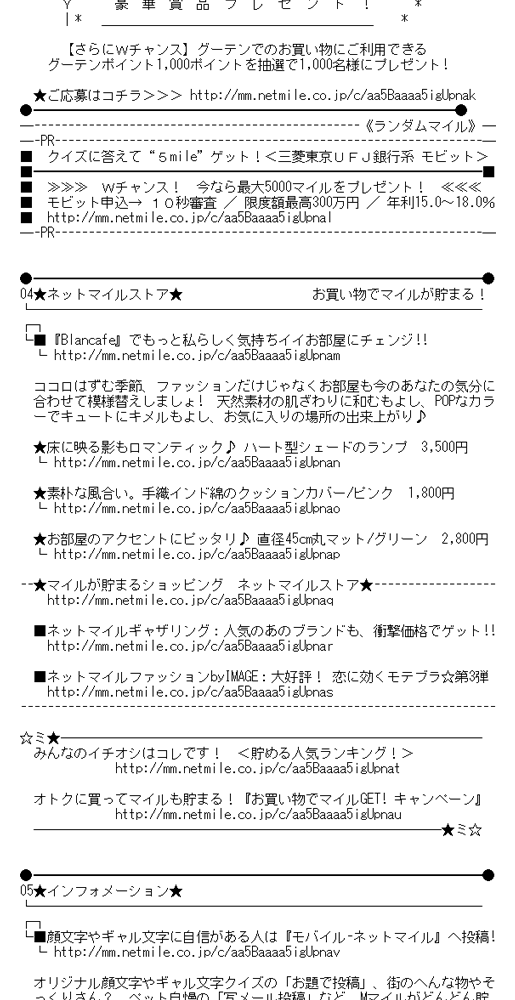 豪 華 賞 品 プ レ ゼ ン ト !
【さらにWチャンス】グーテンでのお買い物にご利用できる
グーテンポイント1,000ポイントを抽選で1,000名様にプレゼント!
★ご応募はコチラ＞＞＞ http://mm.netmile.co.jp/c/aa5Baaaa5igUpnak
《ランダムマイル》
-PR-
■ クイズに答えて“５mile”ゲット！＜三菱東京ＵＦＪ銀行系 モビット＞
■ ≫≫≫ Ｗチャンス！ 今なら最大5000マイルをプレゼント！ ≪≪≪
■ モビット申込→ １０秒審査 ／ 限度額最高300万円 ／ 年利15.0～18.0%
■ http://mm.netmile.co.jp/c/aa5Baaaa5igUpnal
-PR-
04★ネットマイルストア★ お買い物でマイルが貯まる！
■『Blancafe』でもっと私らしく気持ちイイお部屋にチェンジ!!
└ http://mm.netmile.co.jp/c/aa5Baaaa5igUpnam
ココロはずむ季節、ファッションだけじゃなくお部屋も今のあなたの気分に
合わせて模様替えしましょ！ 天然素材の肌ざわりに和むもよし、POPなカラ
ーでキュートにキメルもよし、お気に入りの場所の出来上がり♪
★床に映る影もロマンティック♪ ハート型シェードのランプ 3,500円
└ http://mm.netmile.co.jp/c/aa5Baaaa5igUpnan
★素朴な風合い。手織インド綿のクッションカバー/ピンク 1,800円
└ http://mm.netmile.co.jp/c/aa5Baaaa5igUpnao
★お部屋のアクセントにピッタリ♪ 直径45cm丸マット/グリーン 2,800円
└ http://mm.netmile.co.jp/c/aa5Baaaa5igUpnap
--★マイルが貯まるショッピング ネットマイルストア★------------------
http://mm.netmile.co.jp/c/aa5Baaaa5igUpnaq
■ネットマイルギャザリング：人気のあのブランドも、衝撃価格でゲット!!
http://mm.netmile.co.jp/c/aa5Baaaa5igUpnar
■ネットマイルファッションbyIMAGE：大好評！ 恋に効くモテブラ☆第3弾
http://mm.netmile.co.jp/c/aa5Baaaa5igUpnas
☆ミ★
みんなのイチオシはコレです！ ＜貯める人気ランキング！＞
http://mm.netmile.co.jp/c/aa5Baaaa5igUpnat
オトクに買ってマイルも貯まる！『お買い物でマイルGET! キャンペーン』
http://mm.netmile.co.jp/c/aa5Baaaa5igUpnau
★ミ☆
05★インフォメーション★
■顔文字やギャル文字に自信がある人は『モバイル-ネットマイル』へ投稿!
└ http://mm.netmile.co.jp/c/aa5Baaaa5igUpnav
オリジナル顔文字やギャル文字クイズの「お題で投稿」、街のへんな物やそ
っくりさん？、ペット自慢の「写メール投稿」など、Mマイルがどんどん貯